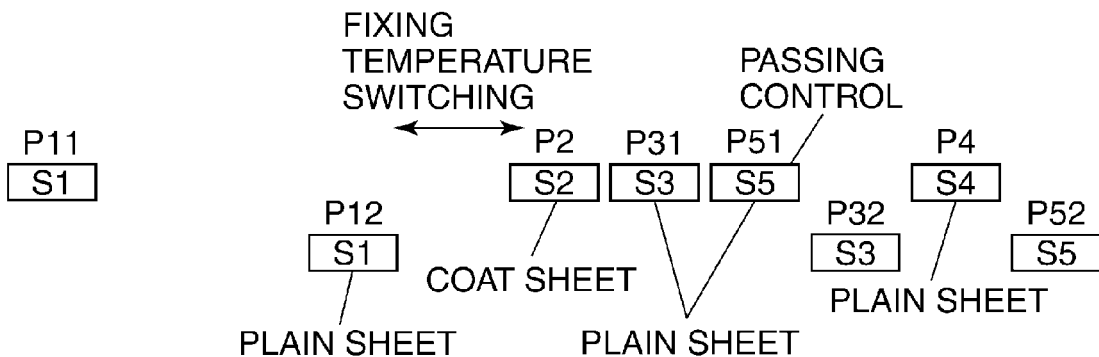 FIXING
TEMPERATURE
SWITCHING
PASSING
CONTROL
P11
P2
P31
P51
P4
S1
S2
S3
S5
S4
P12
P32
P52
S1
S3
S5
COAT SHEET
PLAIN SHEET
PLAIN SHEET
PLAIN SHEET